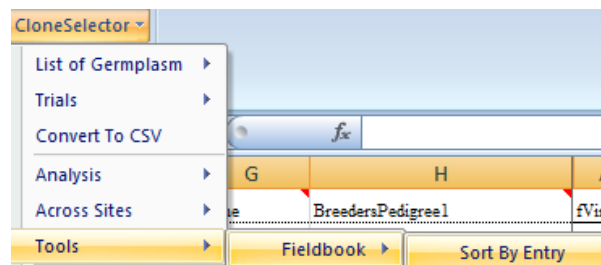 CloneSelector
List of Germplasm
Trials
Convert To CSV
fx
Analysis
G H
Across Sites
BreedersPedigree1
Tools
Fieldbook
Sort By Entry